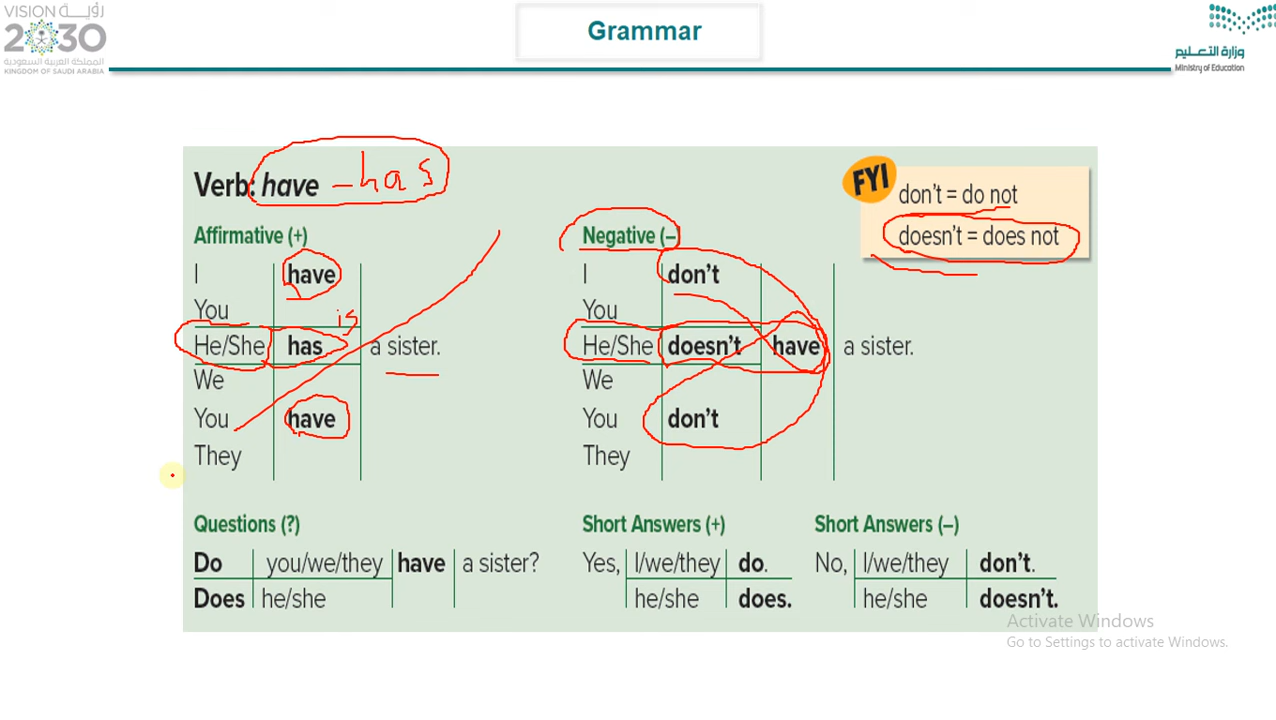 VISION رؤيــة
2030
المملكة العربية السعودية
KINGDOM OF SAUDI ARABIA
Grammar
وزارة التعـليم
Ministry of Education
Verb: have – has
FYI
don't = do not
doesn't = does not
Affirmative (+)
I have
You
is
He/She has a sister.
We
You have
They
Negative (–)
I don't
You
He/She doesn't have a sister.
We
You don't
They
Questions (?)
Do you/we/they have a sister?
Does he/she
Short Answers (+)
Yes, I/we/they do.
he/she does.
Short Answers (–)
No, I/we/they don't.
he/she doesn't.
Activate Windows
Go to Settings to activate Windows.